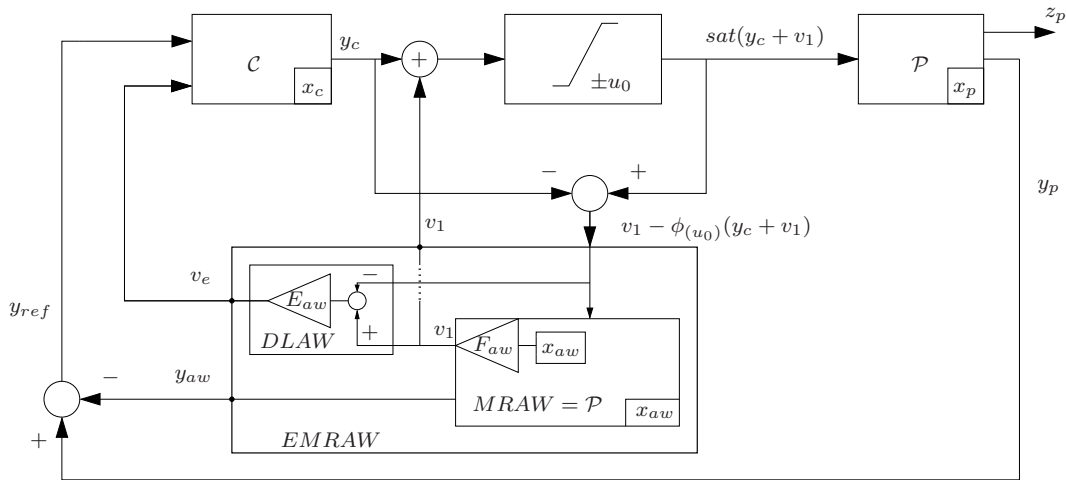 z_p
y_c
sat(y_c + v_1)
C
+
P
±u_0
x_c
x_p
− +
y_p
v_1
v_1 − ϕ_(u_0)(y_c + v_1)
v_e
−
E_aw
y_ref
+
v_1
F_aw
x_aw
DLAW
−
y_aw
MRAW = P
x_aw
+
EMRAW